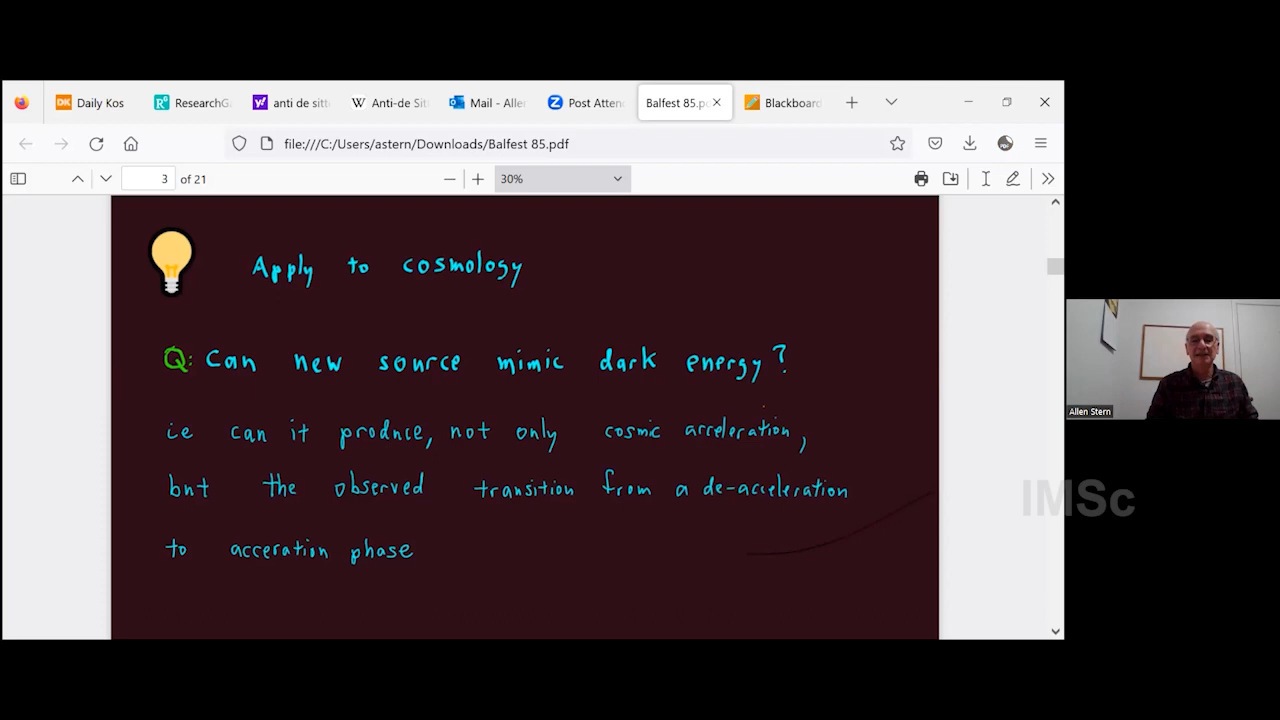 Daily Kos
ResearchG
anti de sitt
Anti-de Sit
Mail - Alle
Post Atten
Balfest 85.p
Blackboard
file:///C:/Users/astern/Downloads/Balfest 85.pdf
3 of 21
30%
Apply to cosmology
Q: Can new source mimic dark energy?
i.e can it produce, not only cosmic acceleration,
but the observed transition from a de-acceleration
to acceration phase
Allen Stern
IMSc